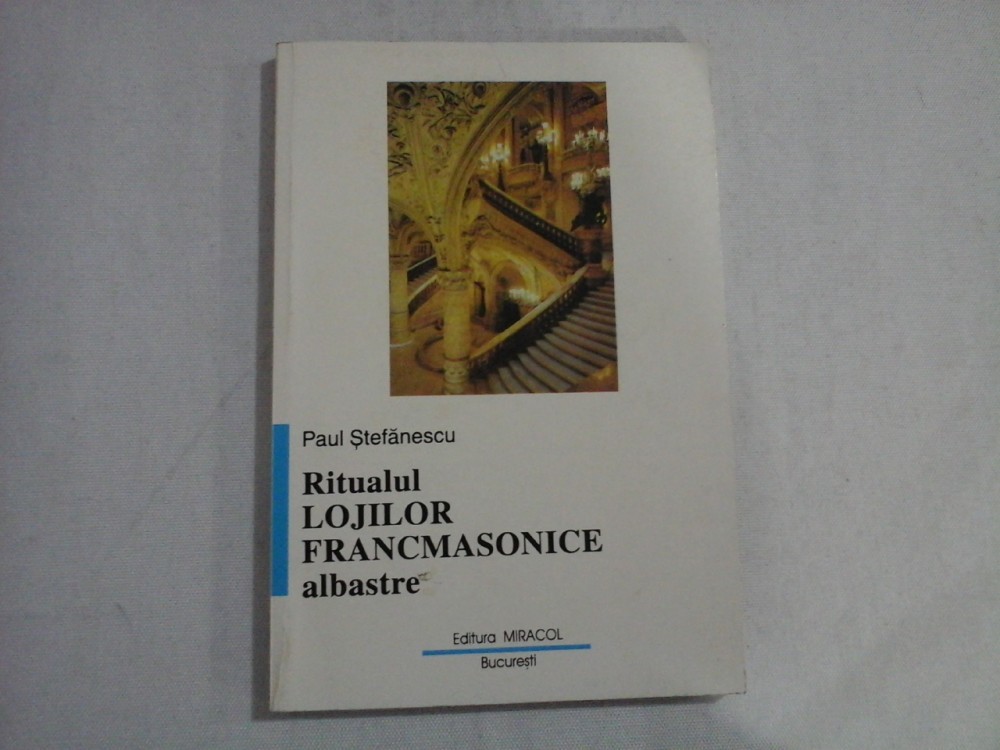 Paul Ștefănescu
Ritualul
LOJILOR
FRANCMASONICE
albastre
Editura MIRACOL
București